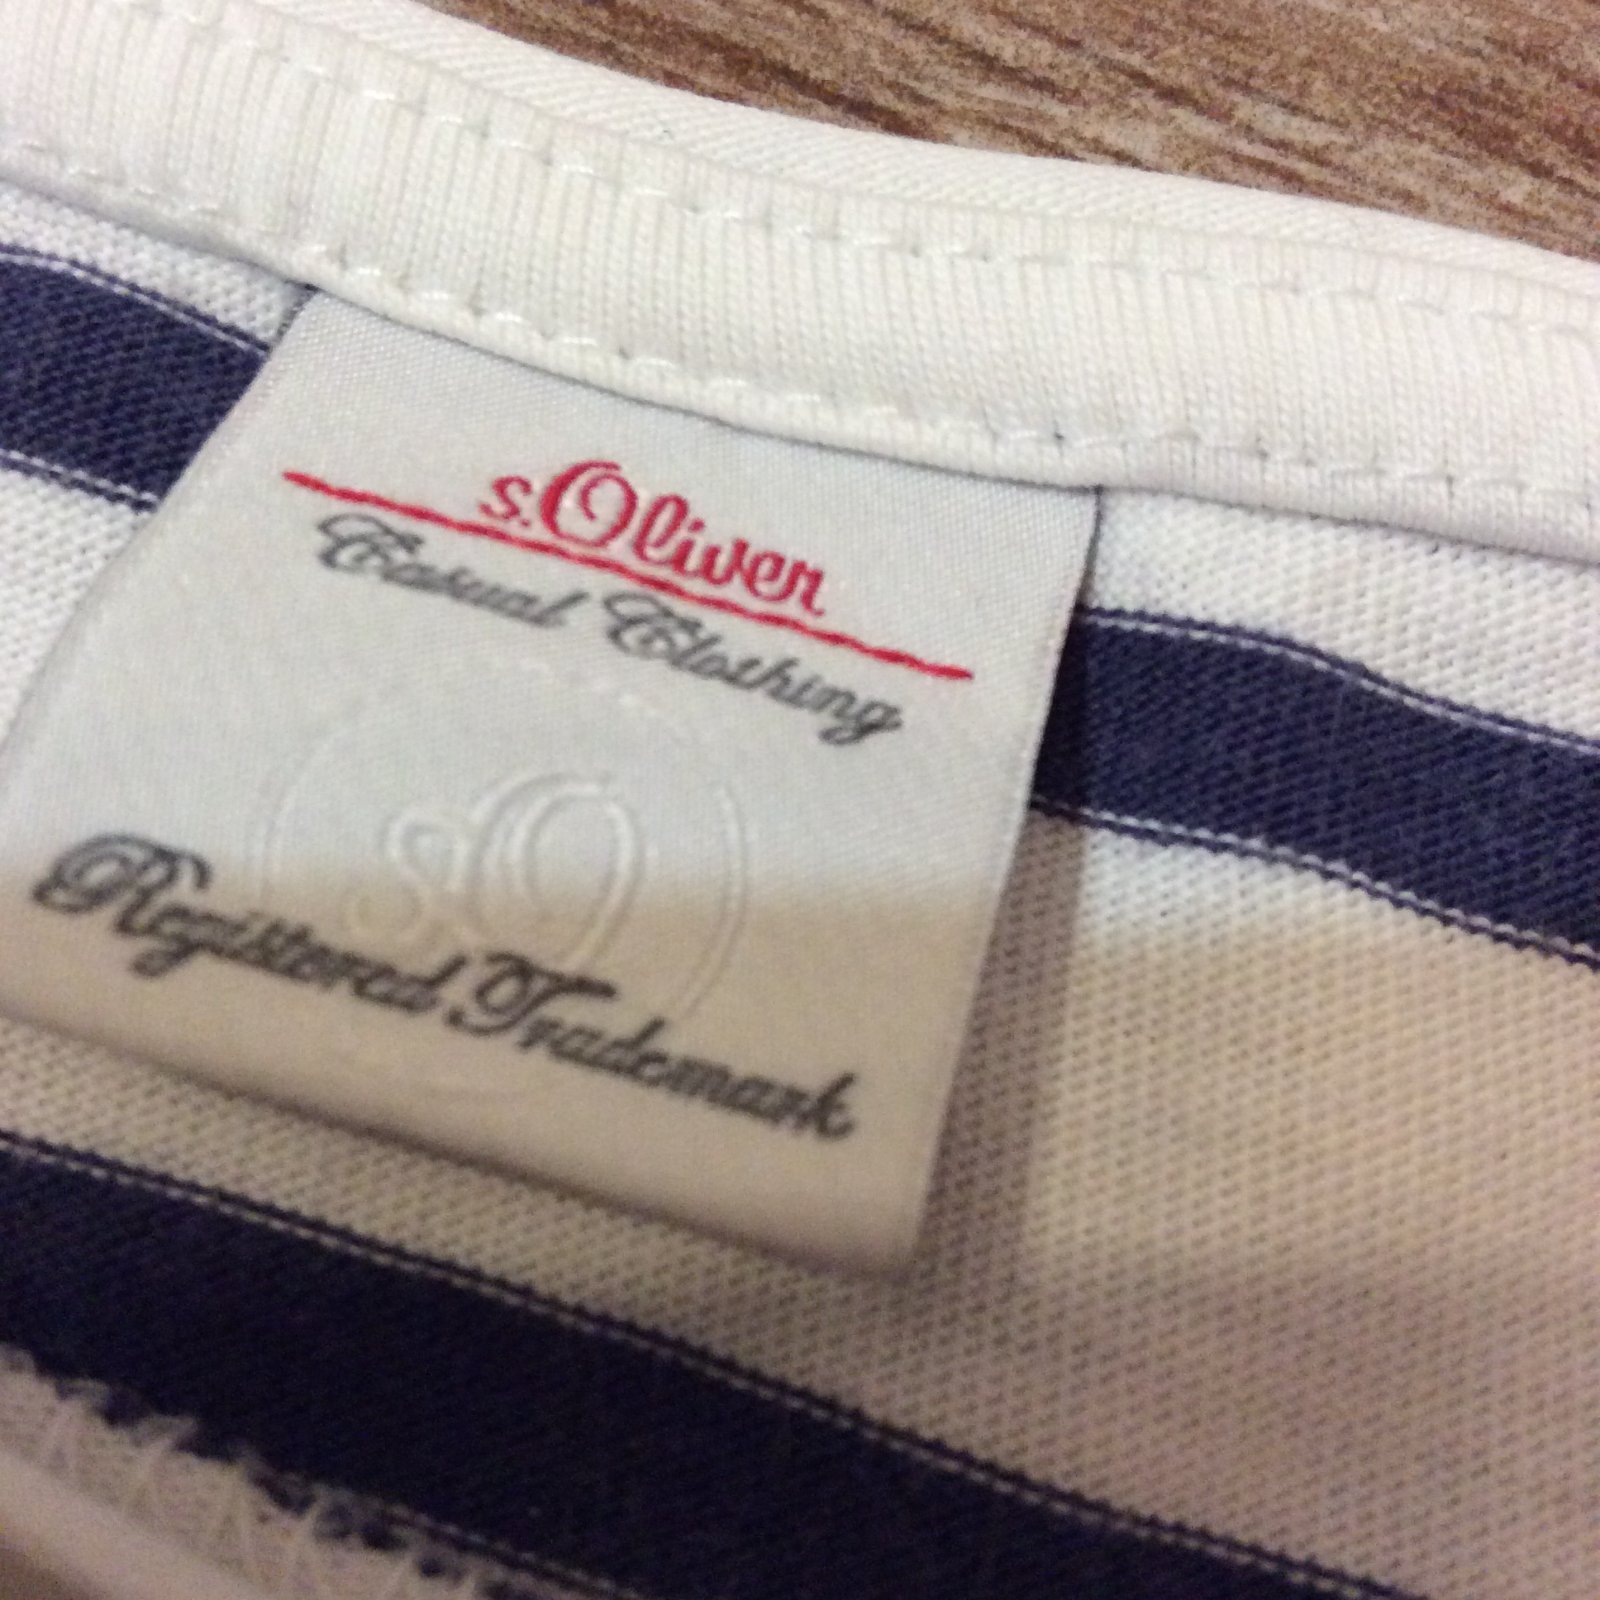 s.Oliver
Casual Clothing
sO
Registered Trademark